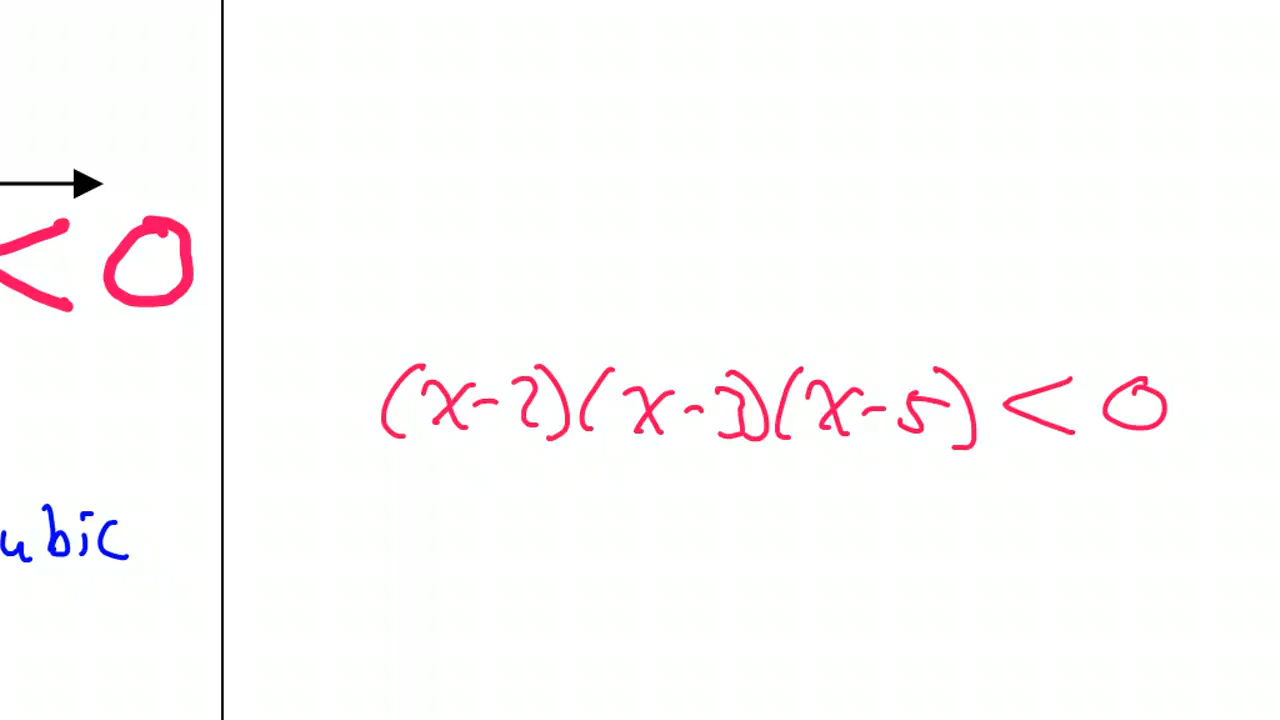 < 0
(x-2)(x-3)(x-5) < 0
ubic